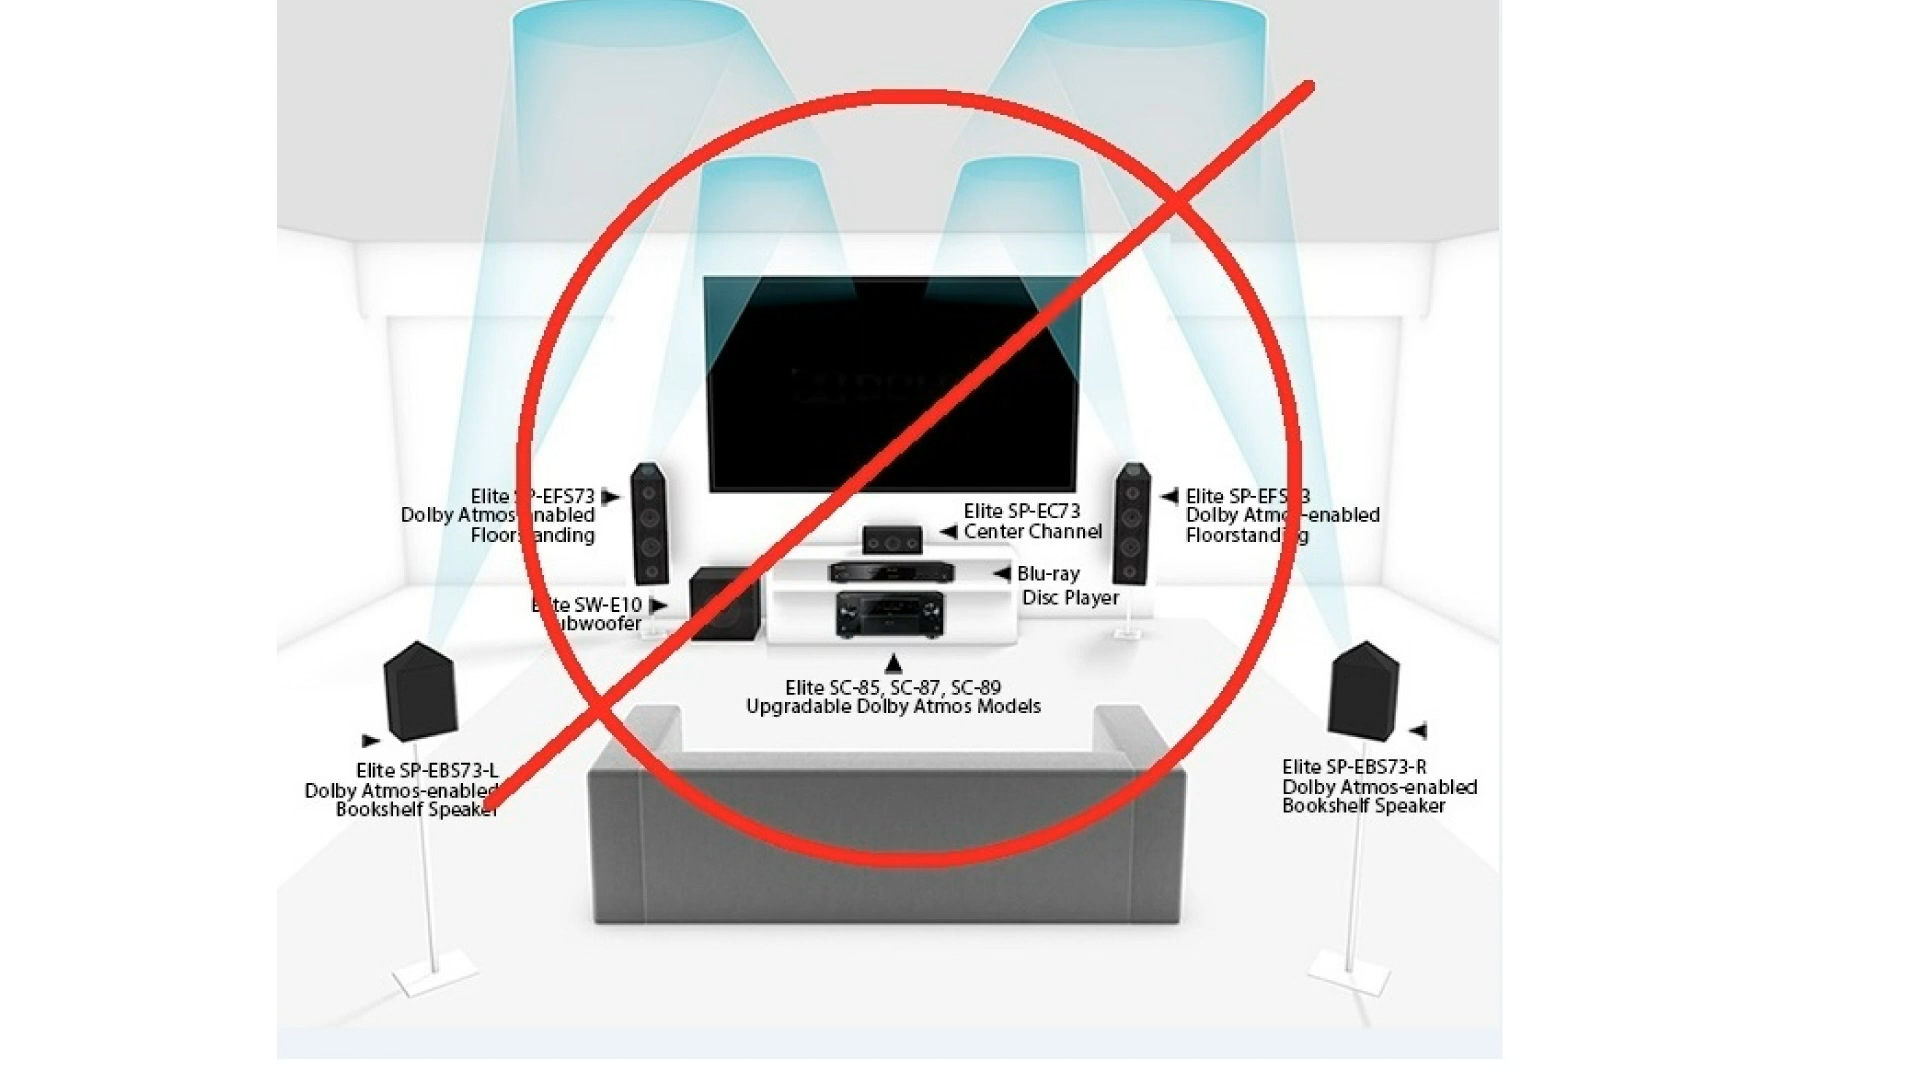 Elite SP-EFS73
Dolby Atmos-enabled
Floorstanding
Elite SP-EC73
Center Channel
Elite SP-EFS73
Dolby Atmos-enabled
Floorstanding
Blu-ray
Disc Player
Elite SW-E10
Subwoofer
Elite SC-85, SC-87, SC-89
Upgradable Dolby Atmos Models
Elite SP-EBS73-L
Dolby Atmos-enabled
Bookshelf Speaker
Elite SP-EBS73-R
Dolby Atmos-enabled
Bookshelf Speaker